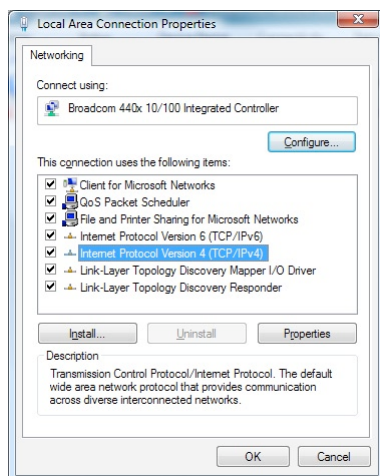 Local Area Connection Properties
Networking
Connect using:
Broadcom 440x 10/100 Integrated Controller
Configure...
This connection uses the following items:
Client for Microsoft Networks
QoS Packet Scheduler
File and Printer Sharing for Microsoft Networks
Internet Protocol Version 6 (TCP/IPv6)
Internet Protocol Version 4 (TCP/IPv4)
Link-Layer Topology Discovery Mapper I/O Driver
Link-Layer Topology Discovery Responder
Install... Uninstall Properties
Description
Transmission Control Protocol/Internet Protocol. The default
wide area network protocol that provides communication
across diverse interconnected networks.
OK Cancel